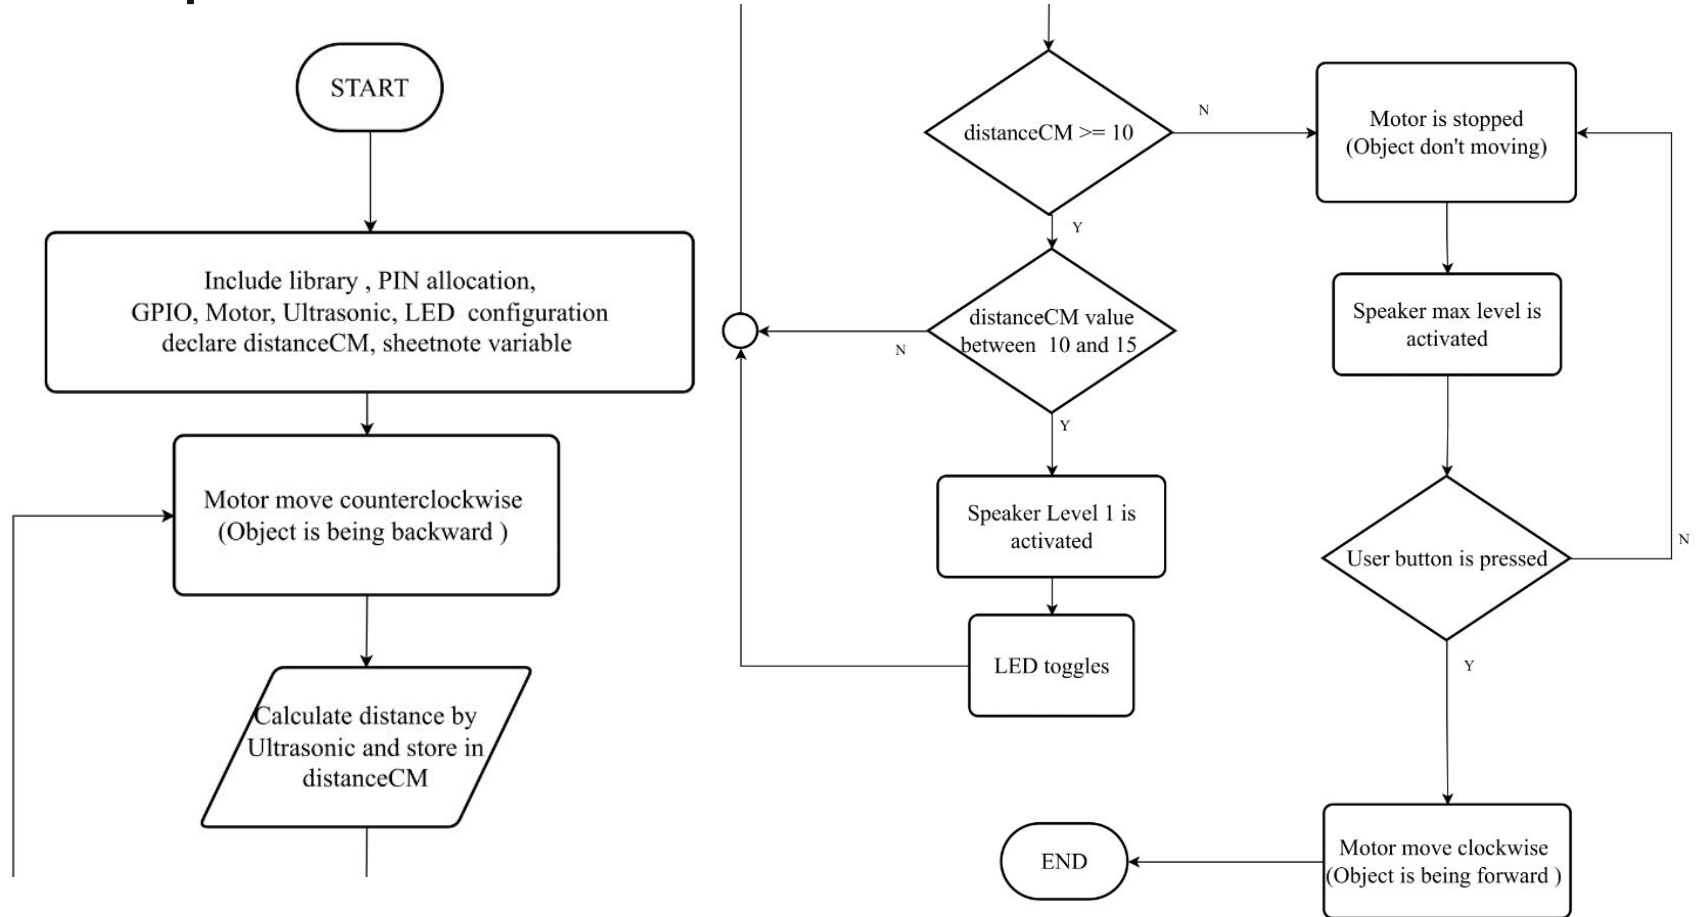 START
Include library , PIN allocation,
GPIO, Motor, Ultrasonic, LED  configuration
declare distanceCM, sheetnote variable
Motor move counterclockwise
(Object is being backward )
Calculate distance by
Ultrasonic and store in
distanceCM
distanceCM >= 10
N
Y
distanceCM value
between  10 and 15
N
Y
Speaker Level 1 is
activated
LED toggles
Motor is stopped
(Object don't moving)
Speaker max level is
activated
User button is pressed
N
Y
Motor move clockwise
(Object is being forward )
END